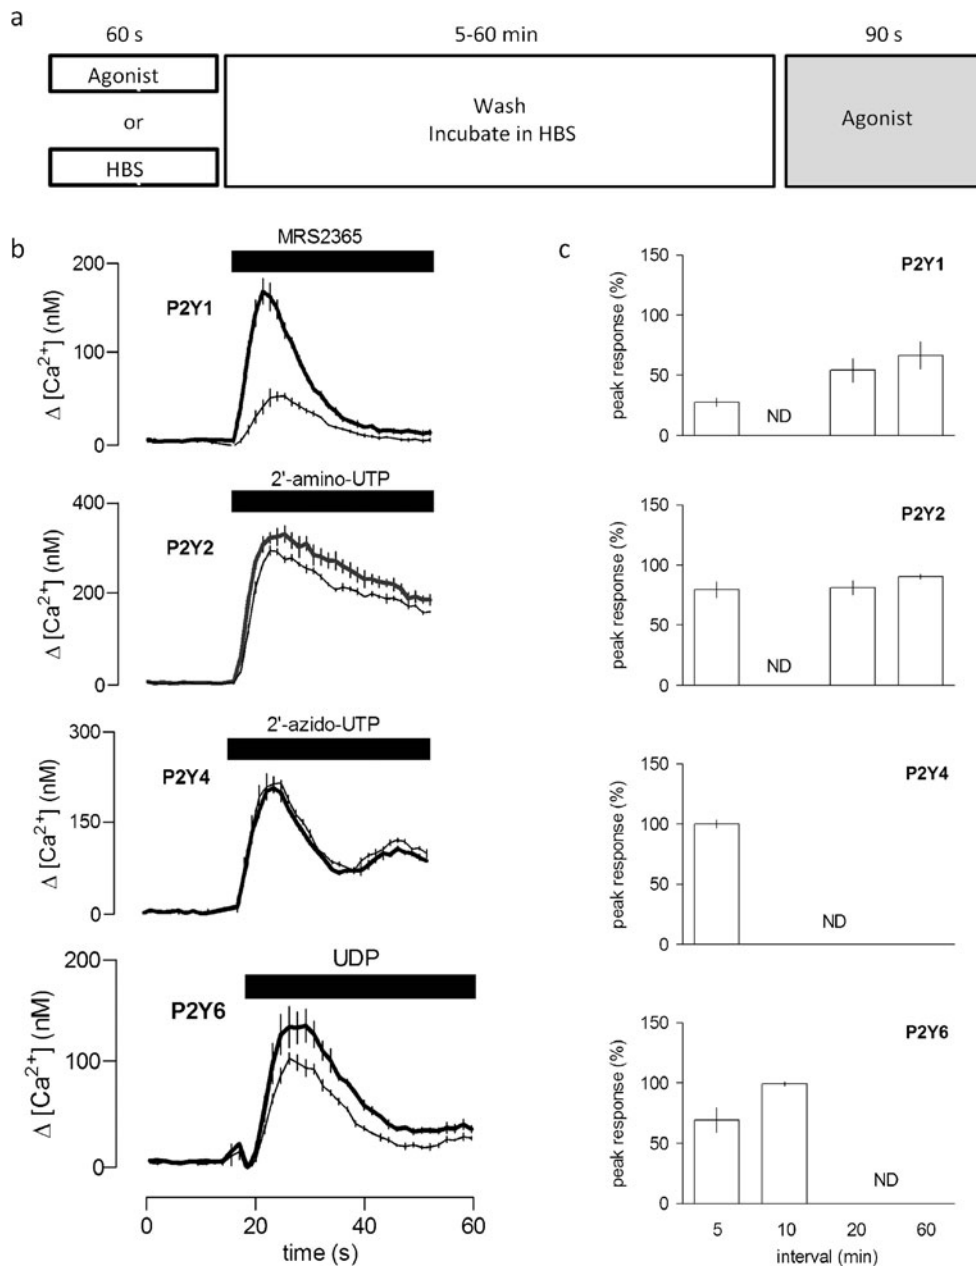 a
60 s
5-60 min
90 s
Agonist
or
HBS
Wash
Incubate in HBS
Agonist
b
MRS2365
P2Y1
Δ [Ca²⁺] (nM)
200
100
0
2'-amino-UTP
P2Y2
Δ [Ca²⁺] (nM)
400
200
0
2'-azido-UTP
P2Y4
Δ [Ca²⁺] (nM)
300
150
0
UDP
P2Y6
Δ [Ca²⁺] (nM)
200
100
0
0 20 40 60
time (s)
c
P2Y1
peak response (%)
150
100
50
0
ND
P2Y2
peak response (%)
150
100
50
0
ND
P2Y4
peak response (%)
150
100
50
0
ND
P2Y6
peak response (%)
150
100
50
0
ND
5 10 20 60
interval (min)